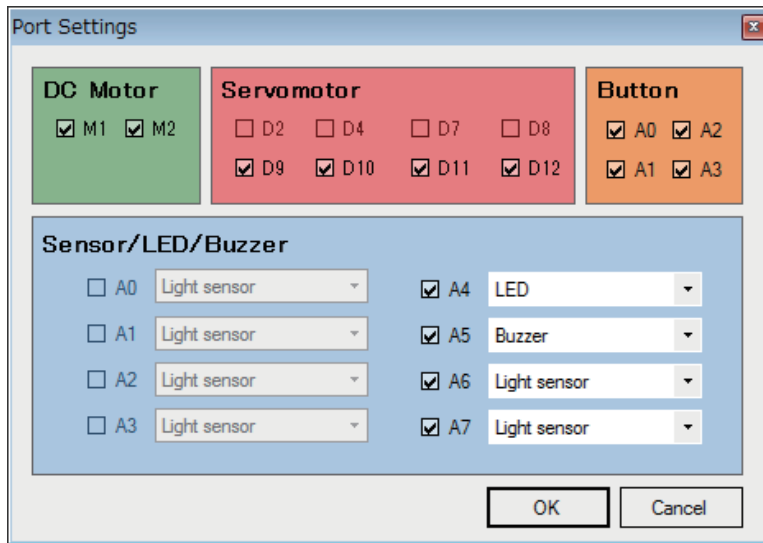 Port Settings
DC Motor
M1 M2
Servomotor
D2 D4 D7 D8
D9 D10 D11 D12
Button
A0 A2
A1 A3
Sensor/LED/Buzzer
A0 Light sensor
A1 Light sensor
A2 Light sensor
A3 Light sensor
A4 LED
A5 Buzzer
A6 Light sensor
A7 Light sensor
OK Cancel